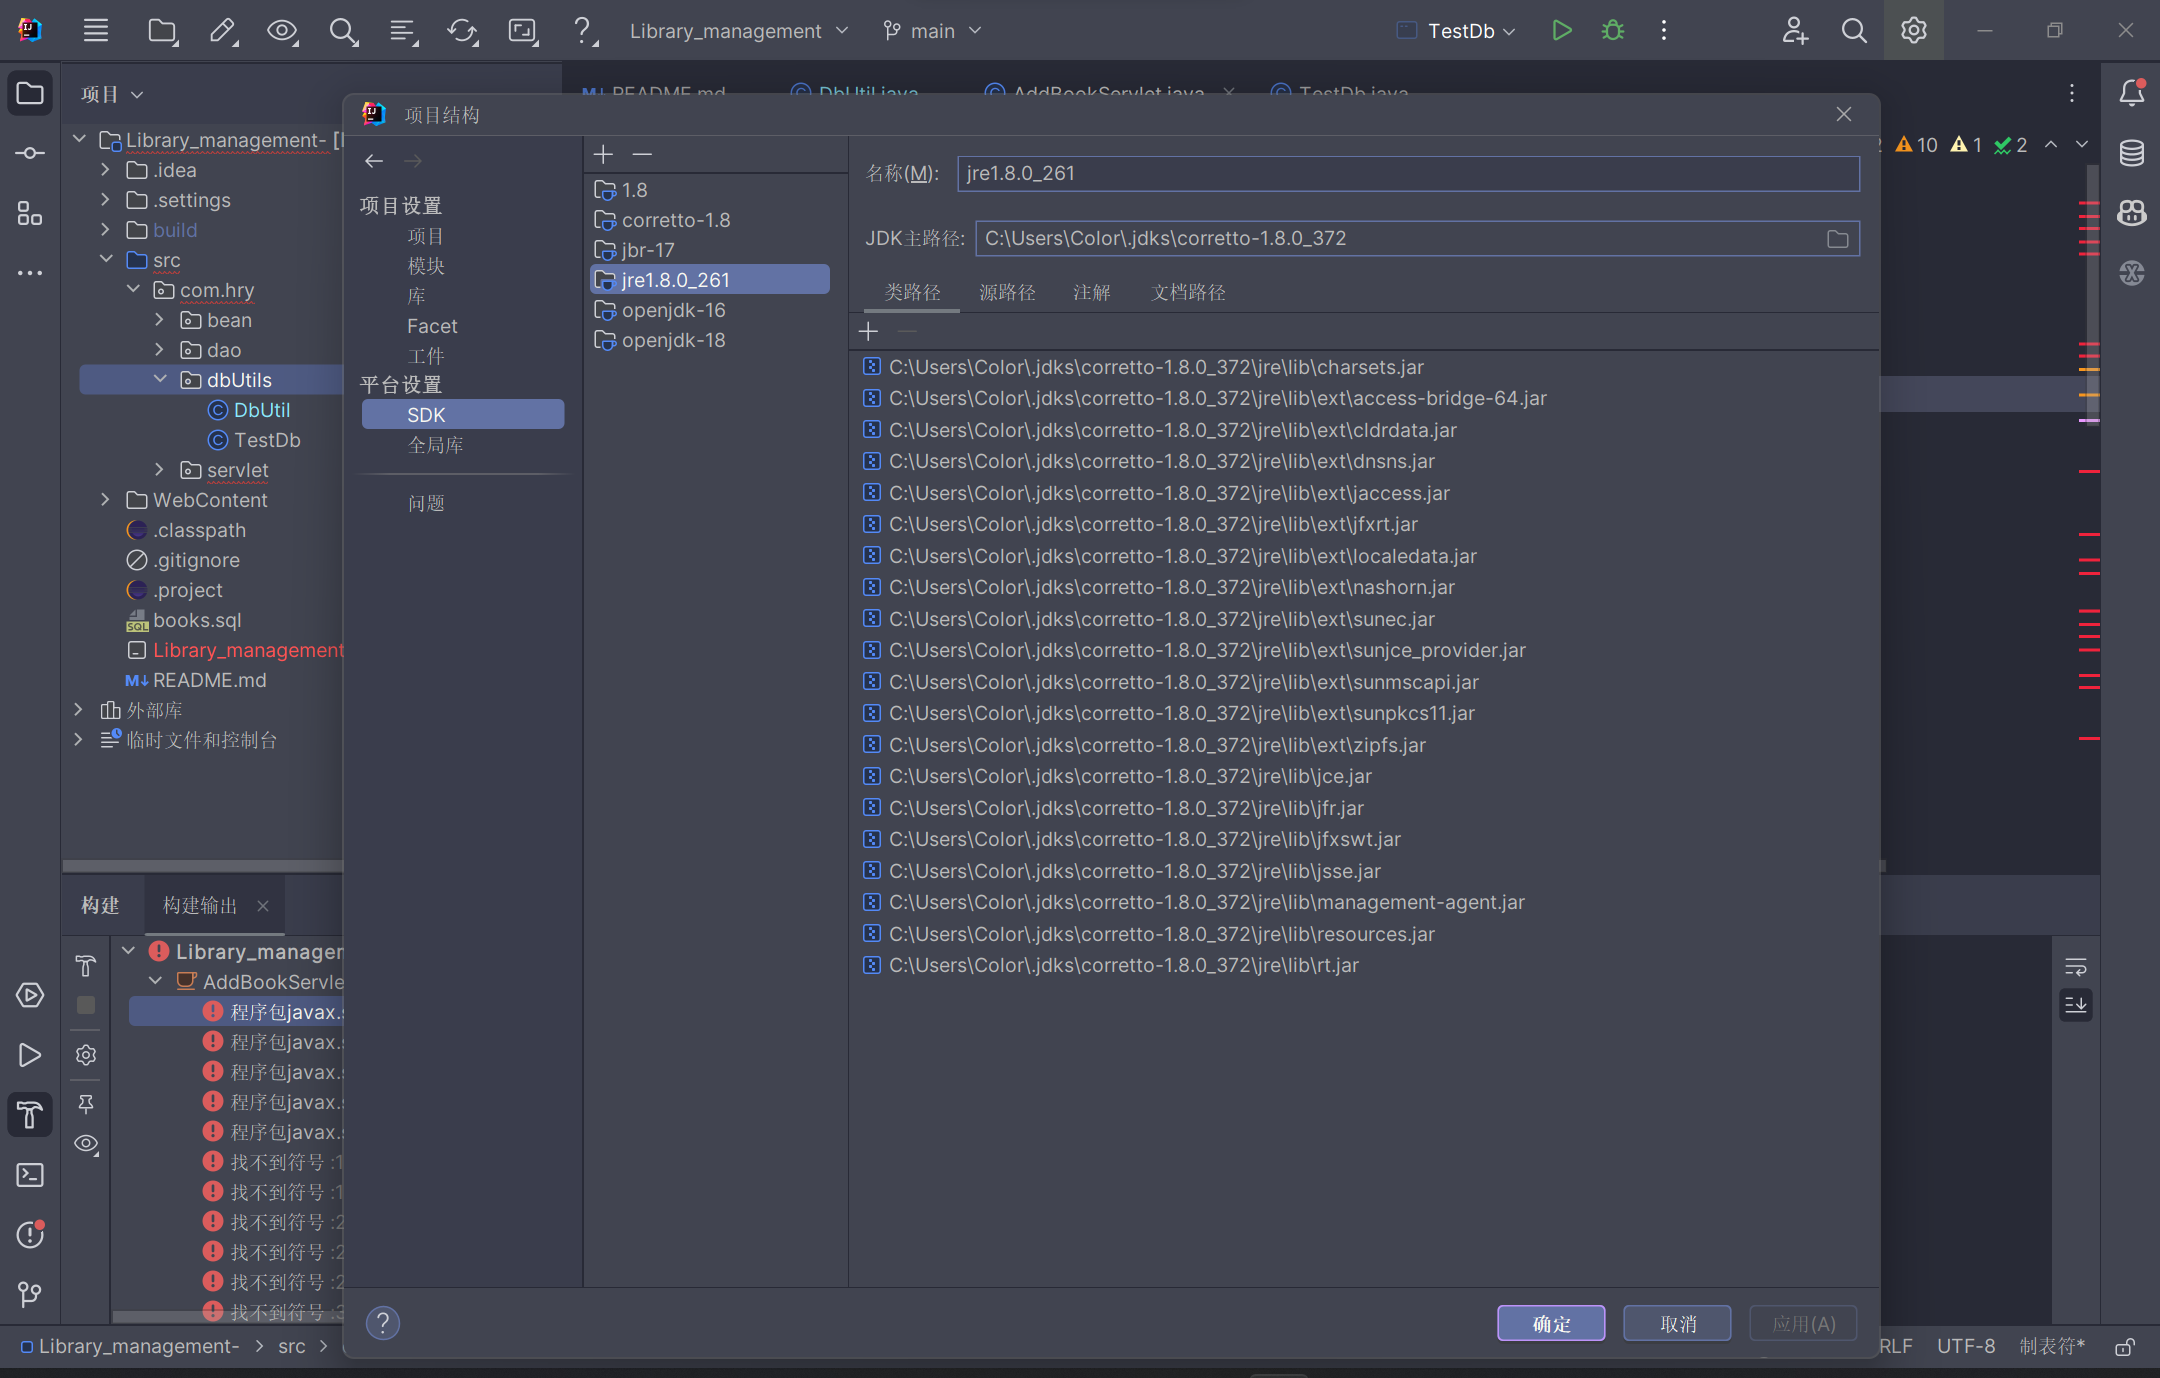 Library_management
main
TestDb
项目
README.md
DbUtil.java
AddBookServlet.java
TestDb.java
10
1
2
Library_management-
.idea
.settings
build
src
com.hry
bean
dao
dbUtils
DbUtil
TestDb
servlet
WebContent
.classpath
.gitignore
.project
books.sql
Library_management
README.md
外部库
临时文件和控制台
项目结构
项目设置
项目
模块
库
Facet
工件
平台设置
SDK
全局库
问题
1.8
corretto-1.8
jbr-17
jre1.8.0_261
openjdk-16
openjdk-18
名称(M): jre1.8.0_261
JDK主路径: C:\Users\Color\.jdks\corretto-1.8.0_372
类路径 源路径 注解 文档路径
C:\Users\Color\.jdks\corretto-1.8.0_372\jre\lib\charsets.jar
C:\Users\Color\.jdks\corretto-1.8.0_372\jre\lib\ext\access-bridge-64.jar
C:\Users\Color\.jdks\corretto-1.8.0_372\jre\lib\ext\cldrdata.jar
C:\Users\Color\.jdks\corretto-1.8.0_372\jre\lib\ext\dnsns.jar
C:\Users\Color\.jdks\corretto-1.8.0_372\jre\lib\ext\jaccess.jar
C:\Users\Color\.jdks\corretto-1.8.0_372\jre\lib\ext\jfxrt.jar
C:\Users\Color\.jdks\corretto-1.8.0_372\jre\lib\ext\localedata.jar
C:\Users\Color\.jdks\corretto-1.8.0_372\jre\lib\ext\nashorn.jar
C:\Users\Color\.jdks\corretto-1.8.0_372\jre\lib\ext\sunec.jar
C:\Users\Color\.jdks\corretto-1.8.0_372\jre\lib\ext\sunjce_provider.jar
C:\Users\Color\.jdks\corretto-1.8.0_372\jre\lib\ext\sunmscapi.jar
C:\Users\Color\.jdks\corretto-1.8.0_372\jre\lib\ext\sunpkcs11.jar
C:\Users\Color\.jdks\corretto-1.8.0_372\jre\lib\ext\zipfs.jar
C:\Users\Color\.jdks\corretto-1.8.0_372\jre\lib\jce.jar
C:\Users\Color\.jdks\corretto-1.8.0_372\jre\lib\jfr.jar
C:\Users\Color\.jdks\corretto-1.8.0_372\jre\lib\jfxswt.jar
C:\Users\Color\.jdks\corretto-1.8.0_372\jre\lib\jsse.jar
C:\Users\Color\.jdks\corretto-1.8.0_372\jre\lib\management-agent.jar
C:\Users\Color\.jdks\corretto-1.8.0_372\jre\lib\resources.jar
C:\Users\Color\.jdks\corretto-1.8.0_372\jre\lib\rt.jar
确定 取消 应用(A)
构建 构建输出
Library_manager
AddBookServle
程序包javax.s
程序包javax.s
程序包javax.s
程序包javax.s
程序包javax.s
找不到符号 :1
找不到符号 :1
找不到符号 :2
找不到符号 :2
找不到符号 :2
找不到符号 :3
Library_management- > src >
RLF UTF-8 制表符*